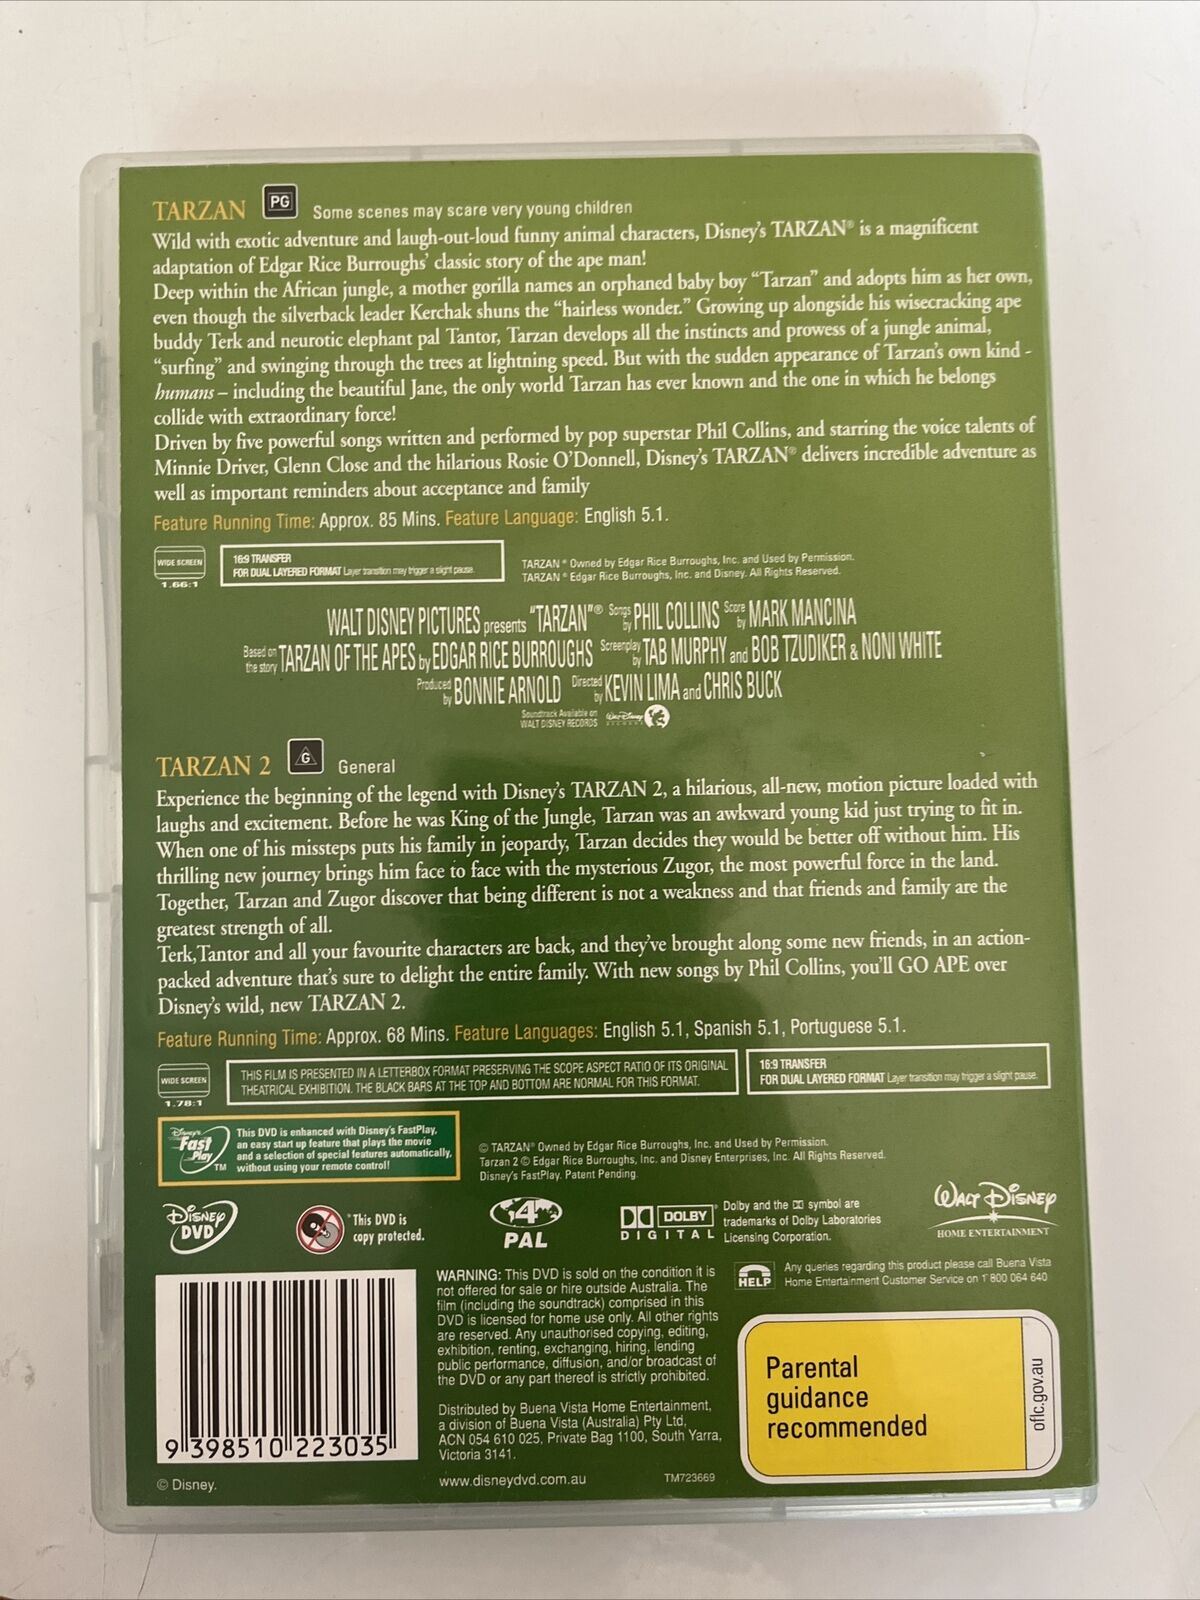 TARZAN PG Some scenes may scare very young children
Wild with exotic adventure and laugh-out-loud funny animal characters, Disney's TARZAN® is a magnificent
adaptation of Edgar Rice Burroughs' classic story of the ape man!
Deep within the African jungle, a mother gorilla names an orphaned baby boy "Tarzan" and adopts him as her own,
even though the silverback leader Kerchak shuns the "hairless wonder." Growing up alongside his wisecracking ape
buddy Terk and neurotic elephant pal Tantor, Tarzan develops all the instincts and prowess of a jungle animal,
"surfing" and swinging through the trees at lightning speed. But with the sudden appearance of Tarzan's own kind -
humans – including the beautiful Jane, the only world Tarzan has ever known and the one in which he belongs
collide with extraordinary force!
Driven by five powerful songs written and performed by pop superstar Phil Collins, and starring the voice talents of
Minnie Driver, Glenn Close and the hilarious Rosie O'Donnell, Disney's TARZAN® delivers incredible adventure as
well as important reminders about acceptance and family
Feature Running Time: Approx. 85 Mins. Feature Language: English 5.1.
WIDE SCREEN
1.66:1
16:9 TRANSFER
FOR DUAL LAYERED FORMAT Layer transition may trigger a slight pause.
TARZAN ® Owned by Edgar Rice Burroughs, Inc. and Used by Permission.
TARZAN © Edgar Rice Burroughs, Inc. and Disney. All Rights Reserved.
WALT DISNEY PICTURES presents "TARZAN"® Songs by PHIL COLLINS Score by MARK MANCINA
Based on the story TARZAN OF THE APES by EDGAR RICE BURROUGHS Screenplay by TAB MURPHY and BOB TZUDIKER & NONI WHITE
Produced by BONNIE ARNOLD Directed by KEVIN LIMA and CHRIS BUCK
Soundtrack Available on
WALT DISNEY RECORDS
Walt Disney
RECORDS
TARZAN 2 G General
Experience the beginning of the legend with Disney's TARZAN 2, a hilarious, all-new, motion picture loaded with
laughs and excitement. Before he was King of the Jungle, Tarzan was an awkward young kid just trying to fit in.
When one of his missteps puts his family in jeopardy, Tarzan decides they would be better off without him. His
thrilling new journey brings him face to face with the mysterious Zugor, the most powerful force in the land.
Together, Tarzan and Zugor discover that being different is not a weakness and that friends and family are the
greatest strength of all.
Terk,Tantor and all your favourite characters are back, and they've brought along some new friends, in an action-
packed adventure that's sure to delight the entire family. With new songs by Phil Collins, you'll GO APE over
Disney's wild, new TARZAN 2.
Feature Running Time: Approx. 68 Mins. Feature Languages: English 5.1, Spanish 5.1, Portuguese 5.1.
WIDE SCREEN
1.78:1
THIS FILM IS PRESENTED IN A LETTERBOX FORMAT PRESERVING THE SCOPE ASPECT RATIO OF ITS ORIGINAL
THEATRICAL EXHIBITION. THE BLACK BARS AT THE TOP AND BOTTOM ARE NORMAL FOR THIS FORMAT.
16:9 TRANSFER
FOR DUAL LAYERED FORMAT Layer transition may trigger a slight pause.
Disney's
Fast
Play TM
This DVD is enhanced with Disney's FastPlay,
an easy start up feature that plays the movie
and a selection of special features automatically,
without using your remote control!
© TARZAN® Owned by Edgar Rice Burroughs, Inc. and Used by Permission.
Tarzan 2 © Edgar Rice Burroughs, Inc. and Disney Enterprises, Inc. All Rights Reserved.
Disney's FastPlay. Patent Pending.
DISNEY
DVD
This DVD is
copy protected.
4
PAL
DOLBY
DIGITAL
Dolby and the symbol are
trademarks of Dolby Laboratories
Licensing Corporation.
WALT DISNEY
HOME ENTERTAINMENT
WARNING: This DVD is sold on the condition it is
not offered for sale or hire outside Australia. The
film (including the soundtrack) comprised in this
DVD is licensed for home use only. All other rights
are reserved. Any unauthorised copying, editing,
exhibition, renting, exchanging, hiring, lending
public performance, diffusion, and/or broadcast of
the DVD or any part thereof is strictly prohibited.
Distributed by Buena Vista Home Entertainment,
a division of Buena Vista (Australia) Pty Ltd,
ACN 054 610 025, Private Bag 1100, South Yarra,
Victoria 3141.
www.disneydvd.com.au
TM723669
HELP
Any queries regarding this product please call Buena Vista
Home Entertainment Customer Service on 1 800 064 640
Parental
guidance
recommended
oflc.gov.au
9 398510 223035
© Disney.